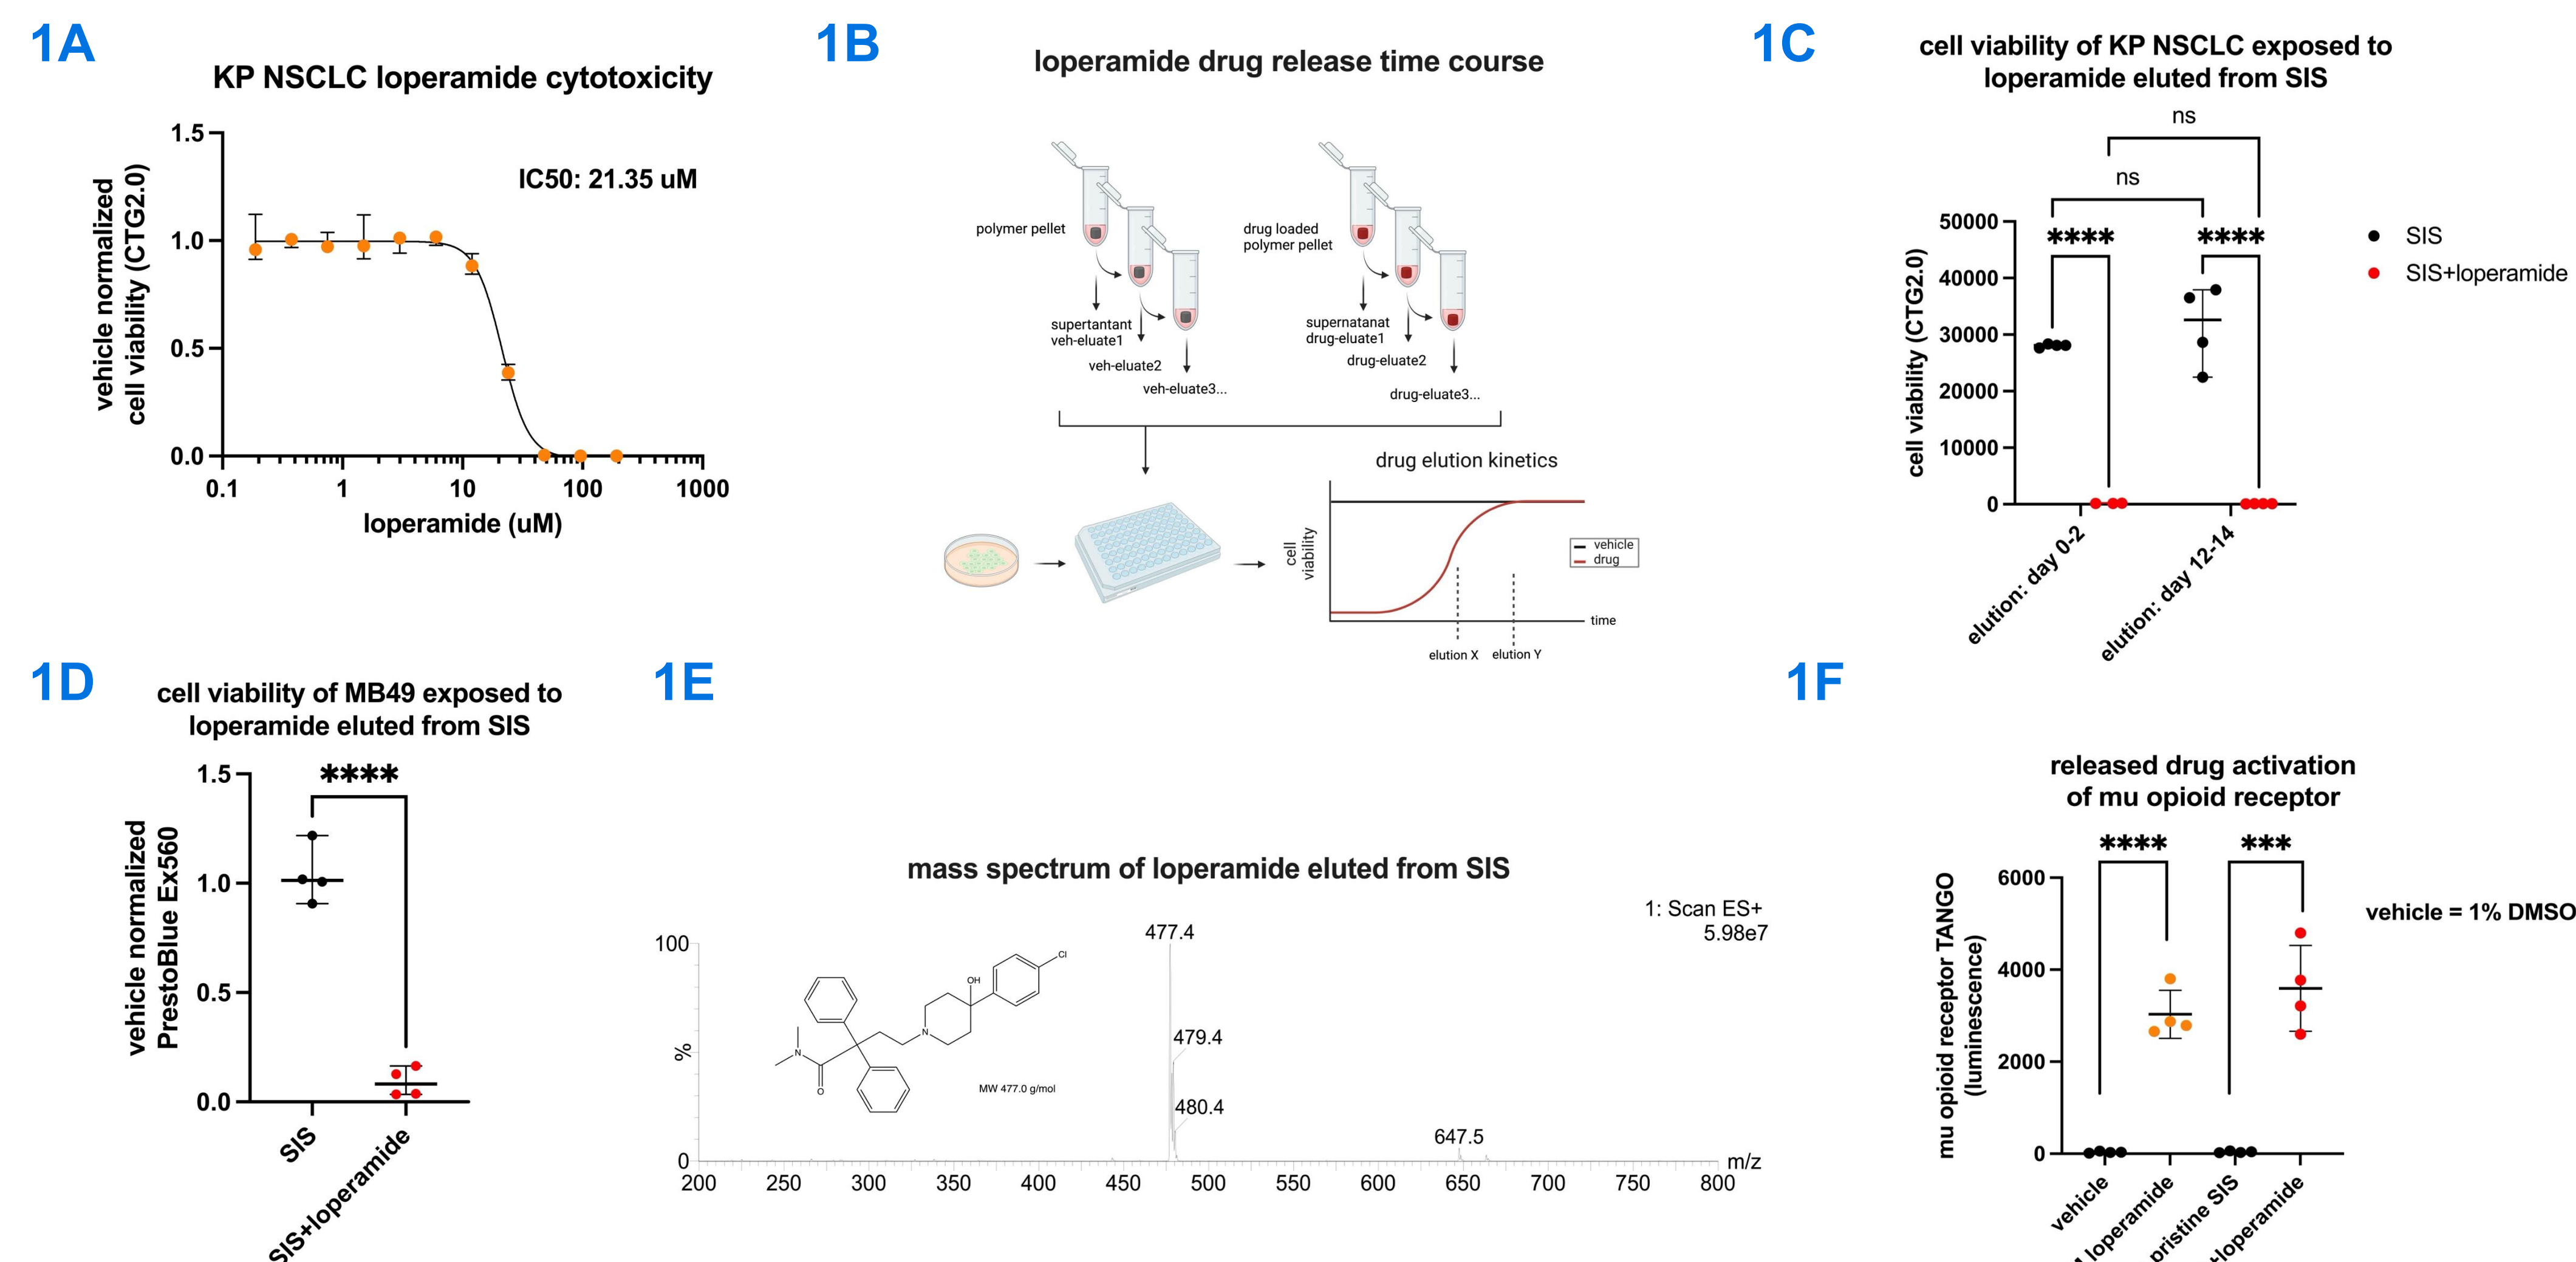 1A
KP NSCLC loperamide cytotoxicity
1.5
1.0
0.5
0.0
vehicle normalized
cell viability (CTG2.0)
IC50: 21.35 uM
0.1 1 10 100 1000
loperamide (uM)
1B
loperamide drug release time course
polymer pellet
supertantant
veh-eluate1
veh-eluate2
veh-eluate3...
drug loaded
polymer pellet
supernatanat
drug-eluate1
drug-eluate2
drug-eluate3...
drug elution kinetics
cell
viability
vehicle
drug
time
elution X elution Y
1C
cell viability of KP NSCLC exposed to
loperamide eluted from SIS
ns
ns
**** ****
50000
40000
30000
20000
10000
0
cell viability (CTG2.0)
SIS
SIS+loperamide
elution: day 0-2
elution: day 12-14
1D
cell viability of MB49 exposed to
loperamide eluted from SIS
****
1.5
1.0
0.5
0.0
vehicle normalized
PrestoBlue Ex560
SIS
SIS+loperamide
1E
mass spectrum of loperamide eluted from SIS
1: Scan ES+
5.98e7
100
%
0
477.4
479.4
480.4
647.5
Cl
OH
N
N
O
MW 477.0 g/mol
m/z
200 250 300 350 400 450 500 550 600 650 700 750 800
1F
released drug activation
of mu opioid receptor
**** ***
6000
4000
2000
0
mu opioid receptor TANGO
(luminescence)
vehicle = 1% DMSO
vehicle
loperamide
pristine SIS
+loperamide